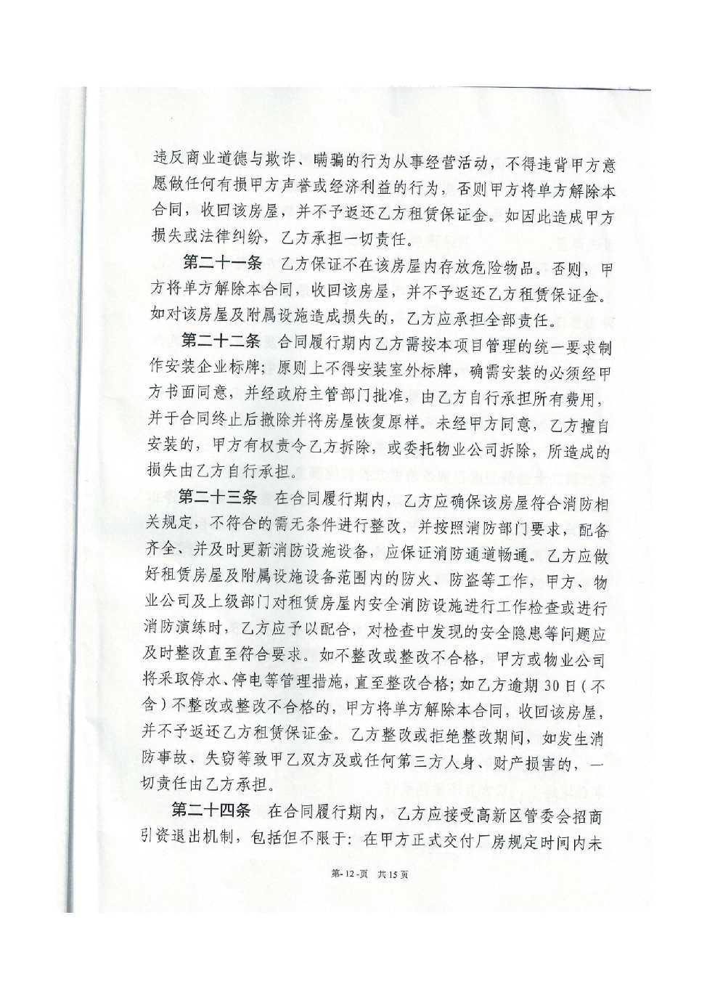 违反商业道德与欺诈、瞒骗的行为从事经营活动，不得违背甲方意
愿做任何有损甲方声誉或经济利益的行为，否则甲方将单方解除本
合同，收回该房屋，并不予返还乙方租赁保证金。如因此造成甲方
损失或法律纠纷，乙方承担一切责任。
第二十一条　乙方保证不在该房屋内存放危险物品。否则，甲
方将单方解除本合同，收回该房屋，并不予返还乙方租赁保证金。
如对该房屋及附属设施造成损失的，乙方应承担全部责任。
第二十二条　合同履行期内乙方需按本项目管理的统一要求制
作安装企业标牌；原则上不得安装室外标牌，确需安装的必须经甲
方书面同意，并经政府主管部门批准，由乙方自行承担所有费用，
并于合同终止后撤除并将房屋恢复原样。未经甲方同意，乙方擅自
安装的，甲方有权责令乙方拆除，或委托物业公司拆除，所造成的
损失由乙方自行承担。
第二十三条　在合同履行期内，乙方应确保该房屋符合消防相
关规定，不符合的需无条件进行整改，并按照消防部门要求，配备
齐全、并及时更新消防设施设备，应保证消防通道畅通。乙方应做
好租赁房屋及附属设施设备范围内的防火、防盗等工作，甲方、物
业公司及上级部门对租赁房屋内安全消防设施进行工作检查或进行
消防演练时，乙方应予以配合，对检查中发现的安全隐患等问题应
及时整改直至符合要求。如不整改或整改不合格，甲方或物业公司
将采取停水、停电等管理措施，直至整改合格；如乙方逾期 30 日（不
含）不整改或整改不合格的，甲方将单方解除本合同，收回该房屋，
并不予返还乙方租赁保证金。乙方整改或拒绝整改期间，如发生消
防事故、失窃等致甲乙双方及或任何第三方人身、财产损害的，一
切责任由乙方承担。
第二十四条　在合同履行期内，乙方应接受高新区管委会招商
引资退出机制，包括但不限于：在甲方正式交付厂房规定时间内未
第- 12 -页　共 15 页